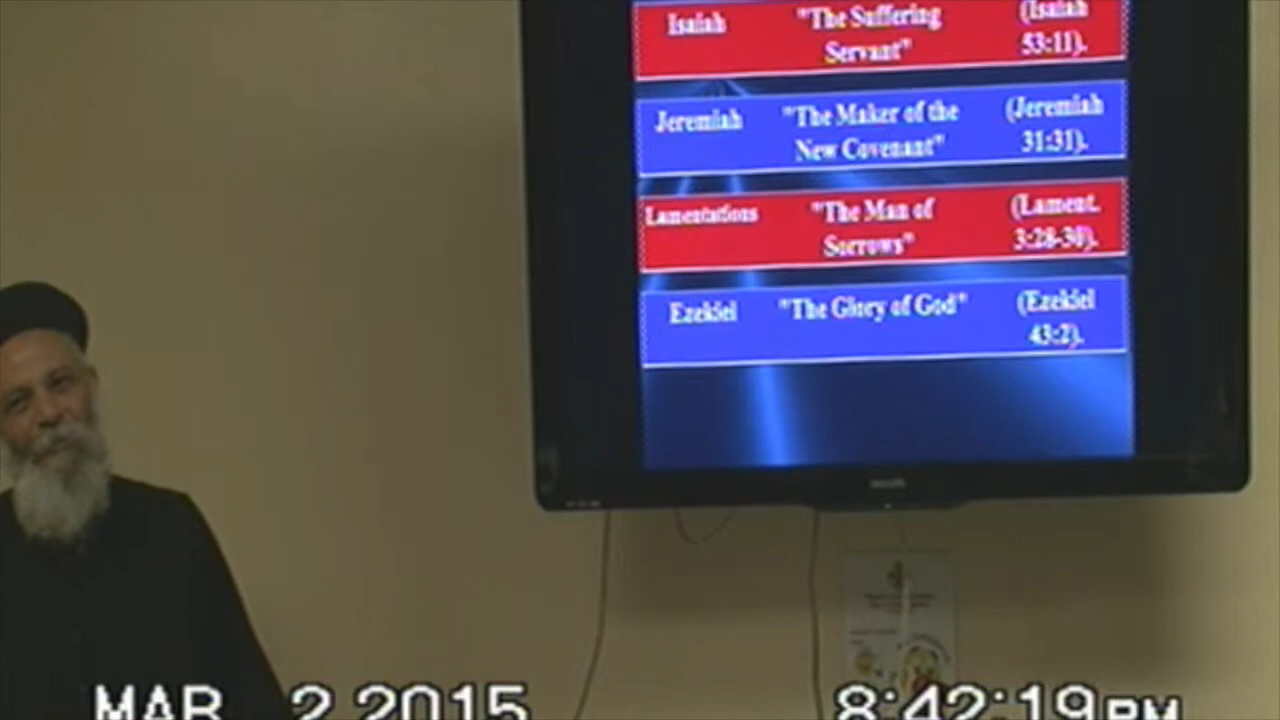 Isaiah "The Suffering Servant" (Isaiah 53:11).
Jeremiah "The Maker of the New Covenant" (Jeremiah 31:31).
Lamentations "The Man of Sorrows" (Lament. 3:28-30).
Ezekiel "The Glory of God" (Ezekiel 43:2).
PHILIPS
MAR. 2 2015 8:42:19PM